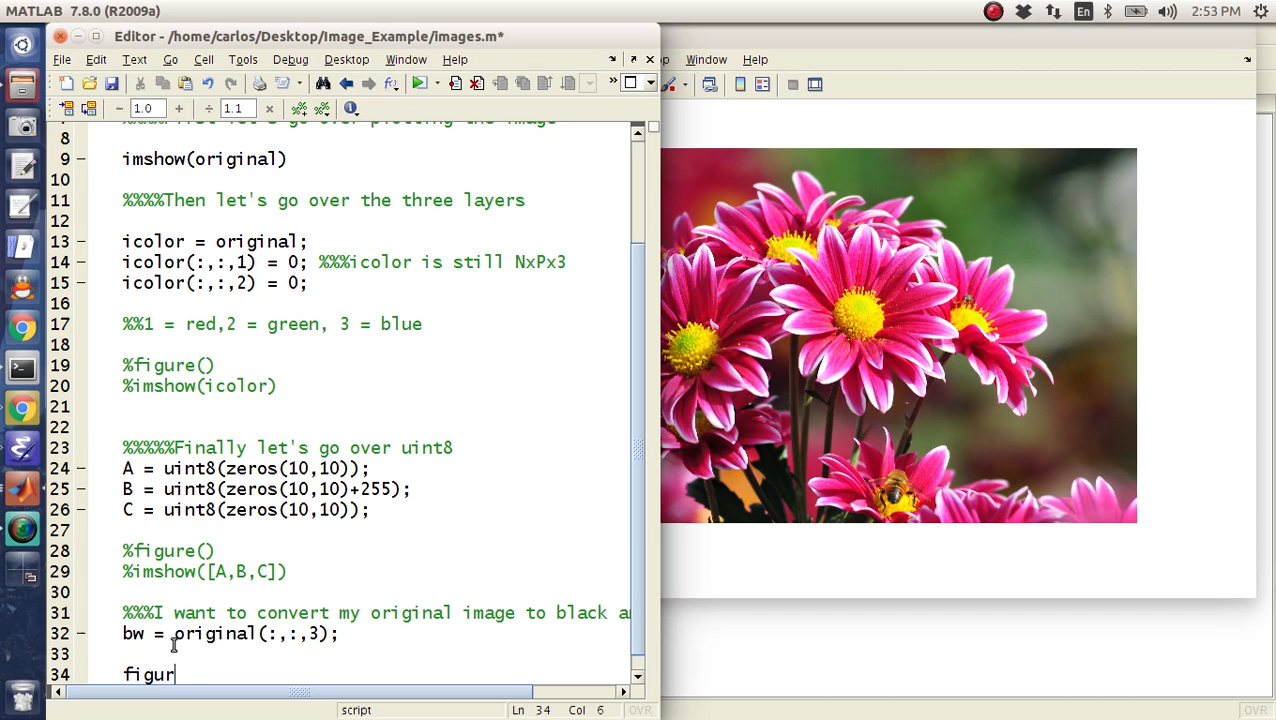 MATLAB 7.8.0 (R2009a)
En
2:53 PM
Editor - /home/carlos/Desktop/Image_Example/images.m*
File Edit Text Go Cell Tools DeBug Desktop Window Help
Window Help
1.0
1.1
8
9 imshow(original)
10
11 %%%%Then let's go over the three layers
12
13 icolor = original;
14 icolor(:,:,1) = 0; %%%icolor is still NxPx3
15 icolor(:,:,2) = 0;
16
17 %%1 = red,2 = green, 3 = blue
18
19 %figure()
20 %imshow(icolor)
21
22
23 %%%%%Finally let's go over uint8
24 A = uint8(zeros(10,10));
25 B = uint8(zeros(10,10)+255);
26 C = uint8(zeros(10,10));
27
28 %figure()
29 %imshow([A,B,C])
30
31 %%%I want to convert my original image to black
32 bw = original(:,:,3);
33
34 figur
script Ln 34 Col 6 OVR
OVR